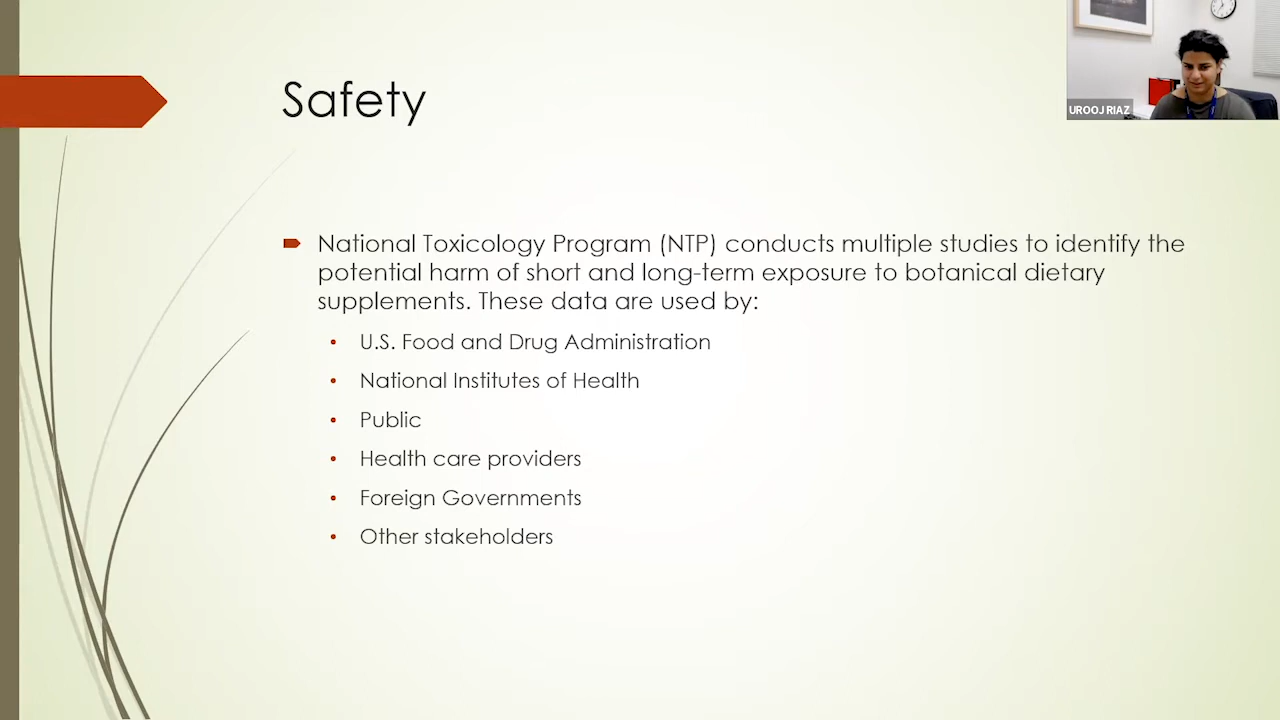 Safety
UROOJ RIAZ
National Toxicology Program (NTP) conducts multiple studies to identify the
potential harm of short and long-term exposure to botanical dietary
supplements. These data are used by:
U.S. Food and Drug Administration
National Institutes of Health
Public
Health care providers
Foreign Governments
Other stakeholders